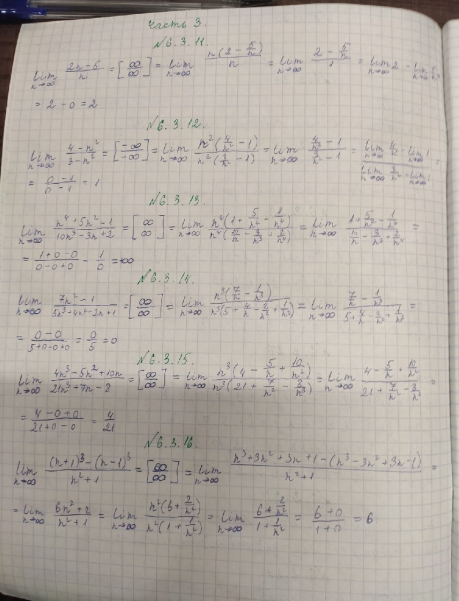 Часть 3.
№6.3.11.
lim n→∞ (2n-5)/n = [∞/∞] = lim n→∞ n(2-5/n)/n = lim n→∞ (2-5/n)/1 = lim n→∞ 2 -
= 2-0=2
№6.3.12.
lim n→∞ (4-n²)/(3-n²) = [-∞/-∞] = lim n→∞ n²(4/n²-1)/n²(3/n²-1) = lim n→∞ (4/n²-1)/(3/n²-1) =
= (0-1)/(0-1) = 1
№6.3.13
lim n→∞ (n⁴+5n²-1)/(10n³-3n+2) = [∞/∞] = lim n→∞ n⁴(1+5/n²-1/n⁴)/n⁴(10/n-3/n³+2/n⁴) = lim n→∞ (1+5/n²-1/n⁴)/(10/n-3/n³+2/n⁴) =
= (1+0-0)/(0-0+0) = 1/0 = ∞
№6.3.14.
lim n→∞ (7n²-1)/(5n³+4n²-2n+1) = [∞/∞] = lim n→∞ n³(7/n-1/n³)/n³(5+4/n-2/n²+1/n³) = lim n→∞ (7/n-1/n³)/(5+4/n-2/n²+1/n³) =
= (0-0)/(5+0-0+0) = 0/5 = 0
№6.3.15
lim n→∞ (4n³-5n²+10n)/(21n³+7n-2) = [∞/∞] = lim n→∞ n³(4-5/n+10/n²)/n³(21+7/n²-2/n³) = lim n→∞ (4-5/n+10/n²)/(21+7/n²-2/n³) =
= (4-0+0)/(21+0-0) = 4/21
№6.3.16.
lim n→∞ ((n+1)³-(n-1)³)/(n²+1) = [∞/∞] = lim n→∞ (n³+3n²+3n+1-(n³-3n²+3n-1))/(n²+1) =
= lim n→∞ (6n²+2)/(n²+1) = lim n→∞ n²(6+2/n²)/n²(1+1/n²) = lim n→∞ (6+2/n²)/(1+1/n²) = (6+0)/(1+0) = 6